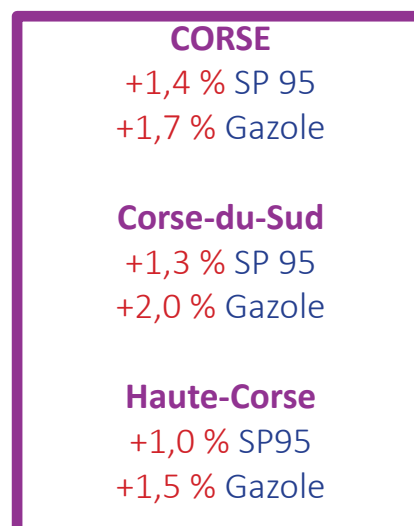 CORSE
+1,4 % SP 95
+1,7 % Gazole
Corse-du-Sud
+1,3 % SP 95
+2,0 % Gazole
Haute-Corse
+1,0 % SP95
+1,5 % Gazole